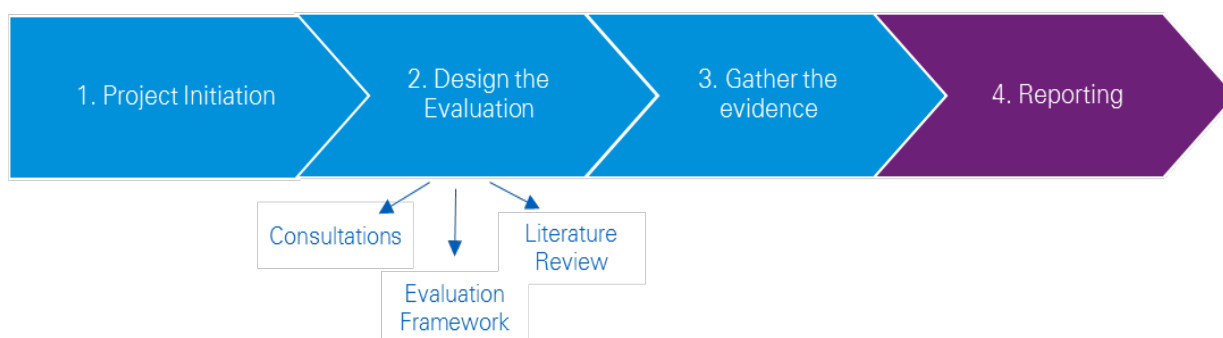 1. Project Initiation
2. Design the
Evaluation
3. Gather the
evidence
4. Reporting
Consultations
Literature
Review
Evaluation
Framework